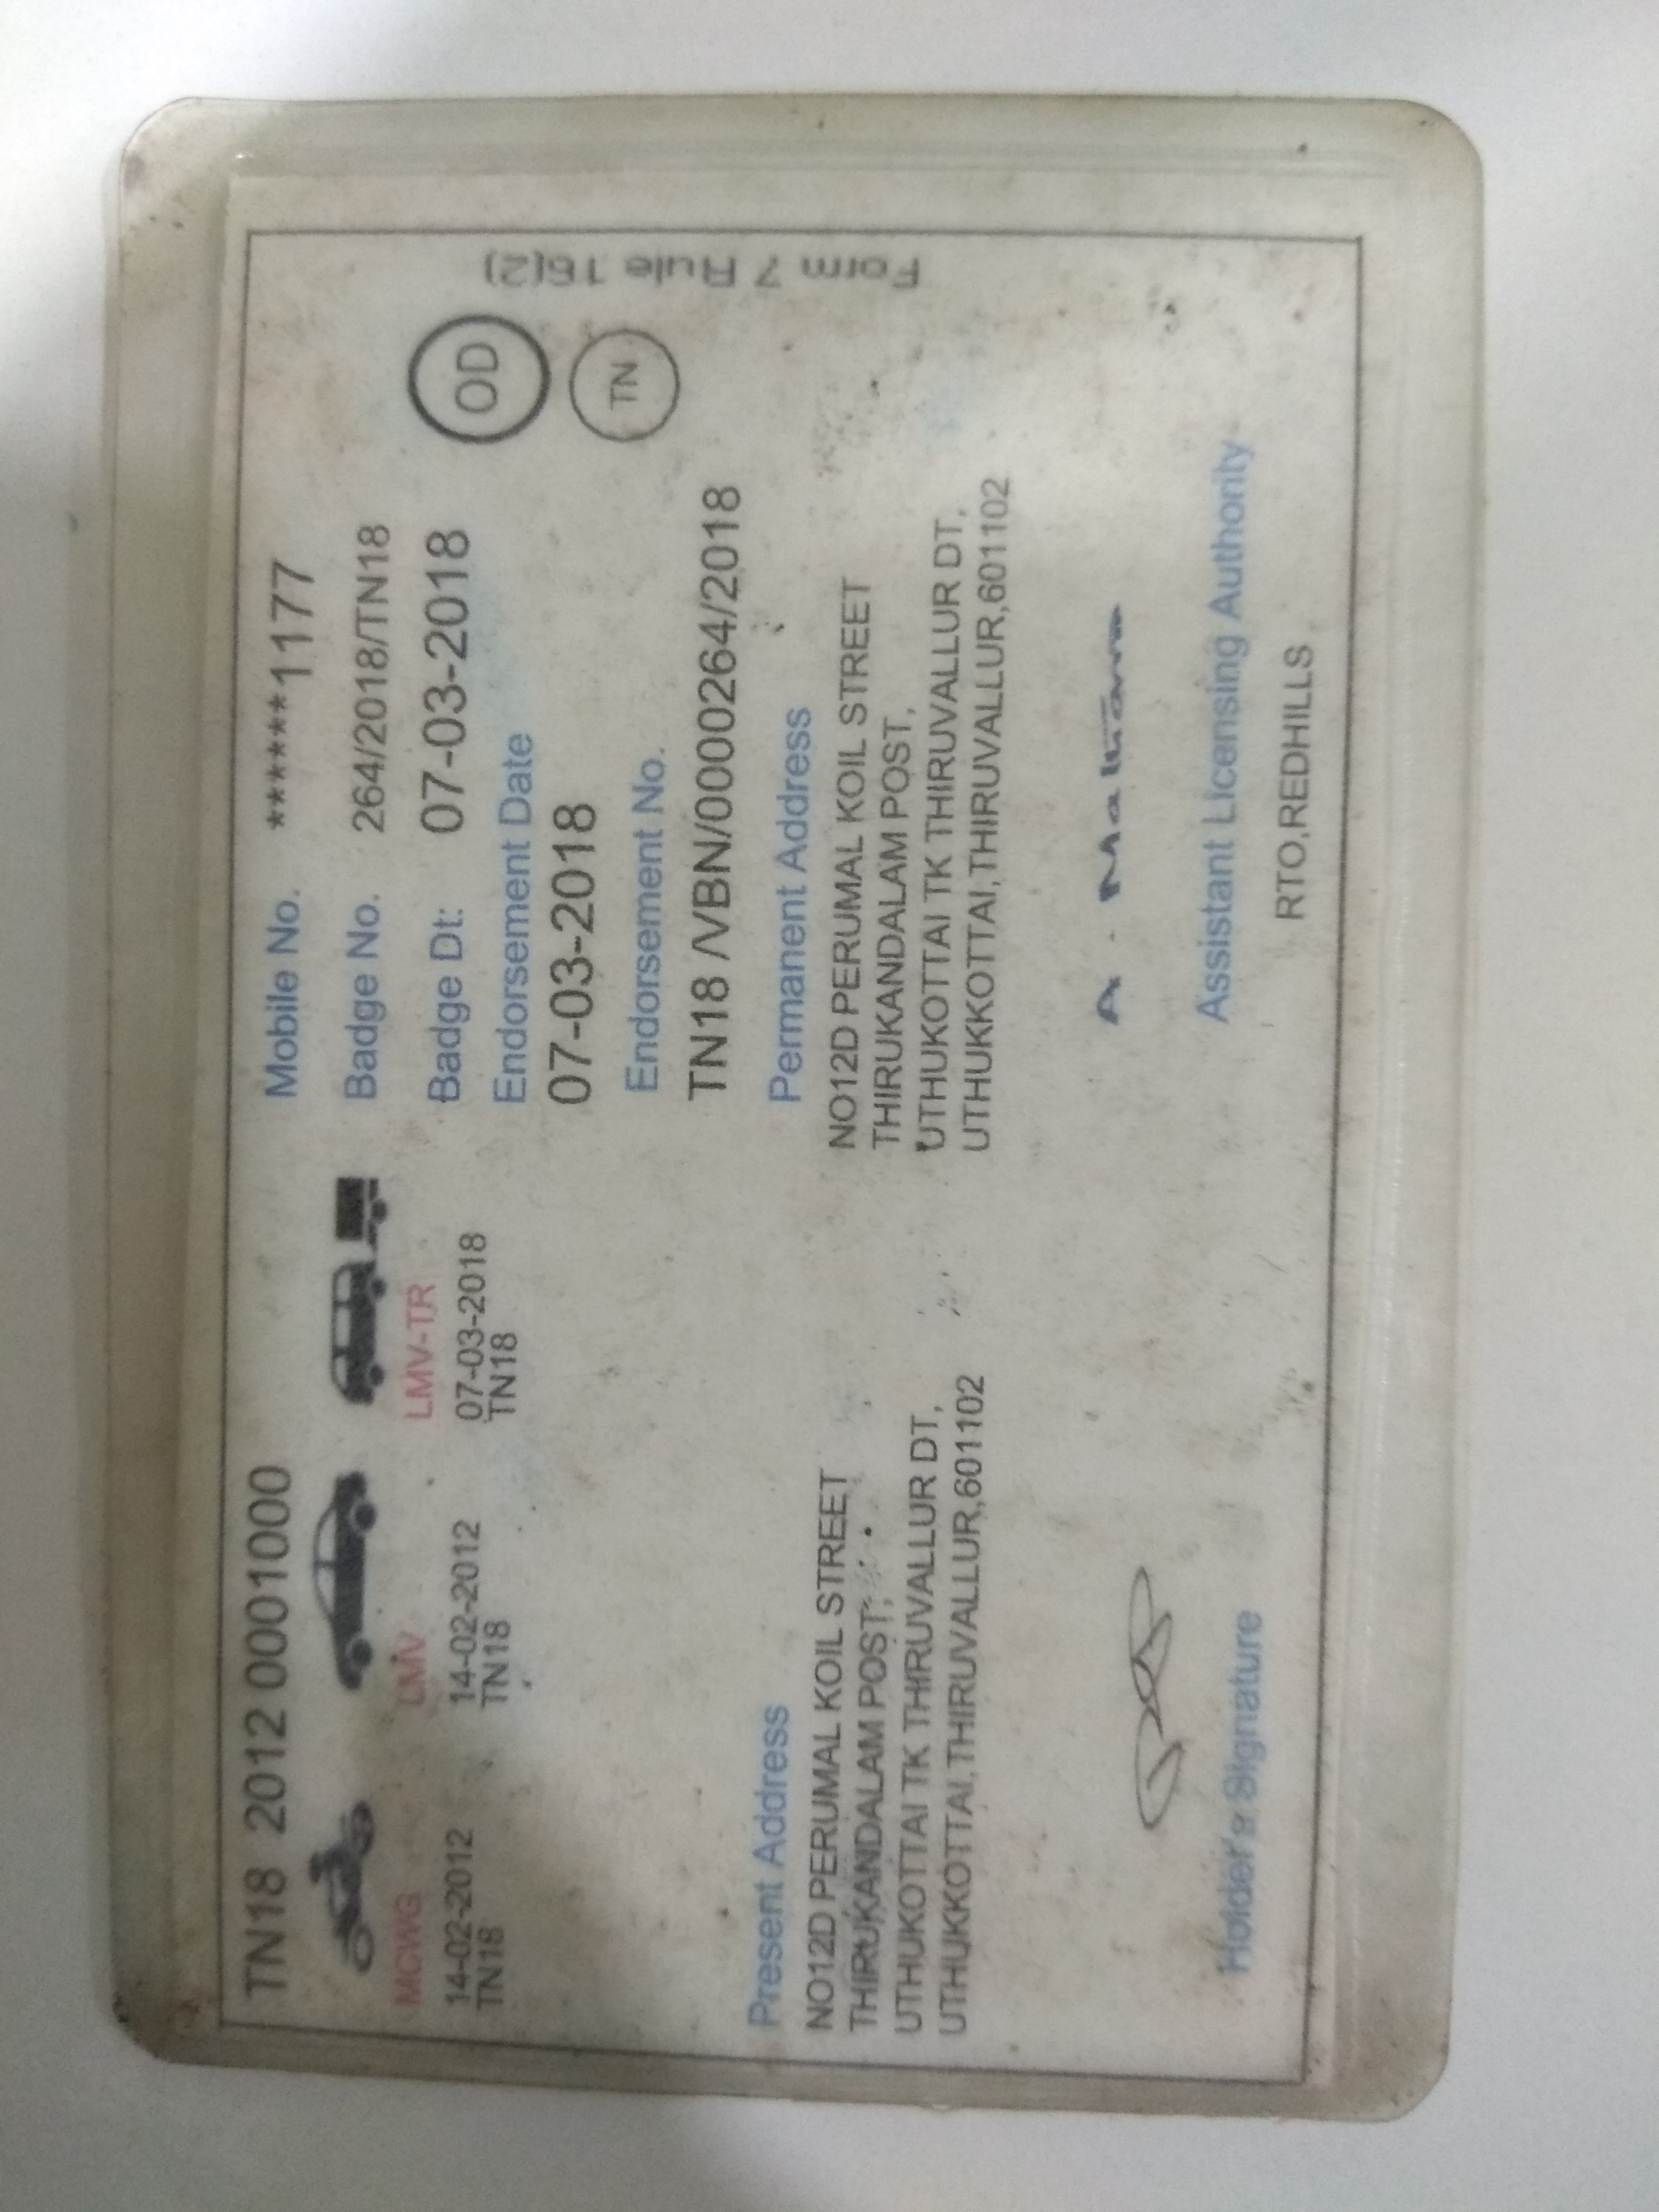 TN18 2012 0001000
MCWG
14-02-2012
TN18
LMV
14-02-2012
TN18
LMV-TR
07-03-2018
TN18
Mobile No. ******1177
Badge No. 264/2018/TN18
Badge Dt: 07-03-2018
Endorsement Date
07-03-2018
Endorsement No.
TN18 /VBN/0000264/2018
OD
TN
Form 7 Rule 16(2)
Present Address
NO12D PERUMAL KOIL STREET
THIRUKANDALAM POST,
UTHUKOTTAI TK THIRUVALLUR DT,
UTHUKKOTTAI,THIRUVALLUR,601102
Permanent Address
NO12D PERUMAL KOIL STREET
THIRUKANDALAM POST,
UTHUKOTTAI TK THIRUVALLUR DT,
UTHUKKOTTAI,THIRUVALLUR,601102
Holder's Signature
Assistant Licensing Authority
RTO,REDHILLS